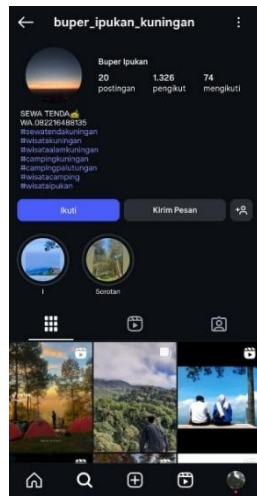 buper_ipukan_kuningan
Buper Ipukan
20 1.326 74
postingan pengikut mengikuti
SEWA TENDA🏕
WA.082216488135
#sewatendakuningan
#wisatakuningan
#wisataalamkuningan
#campingkuningan
#campingpalutungan
#wisatacamping
#wisataipukan
Ikuti Kirim Pesan
I Sorotan